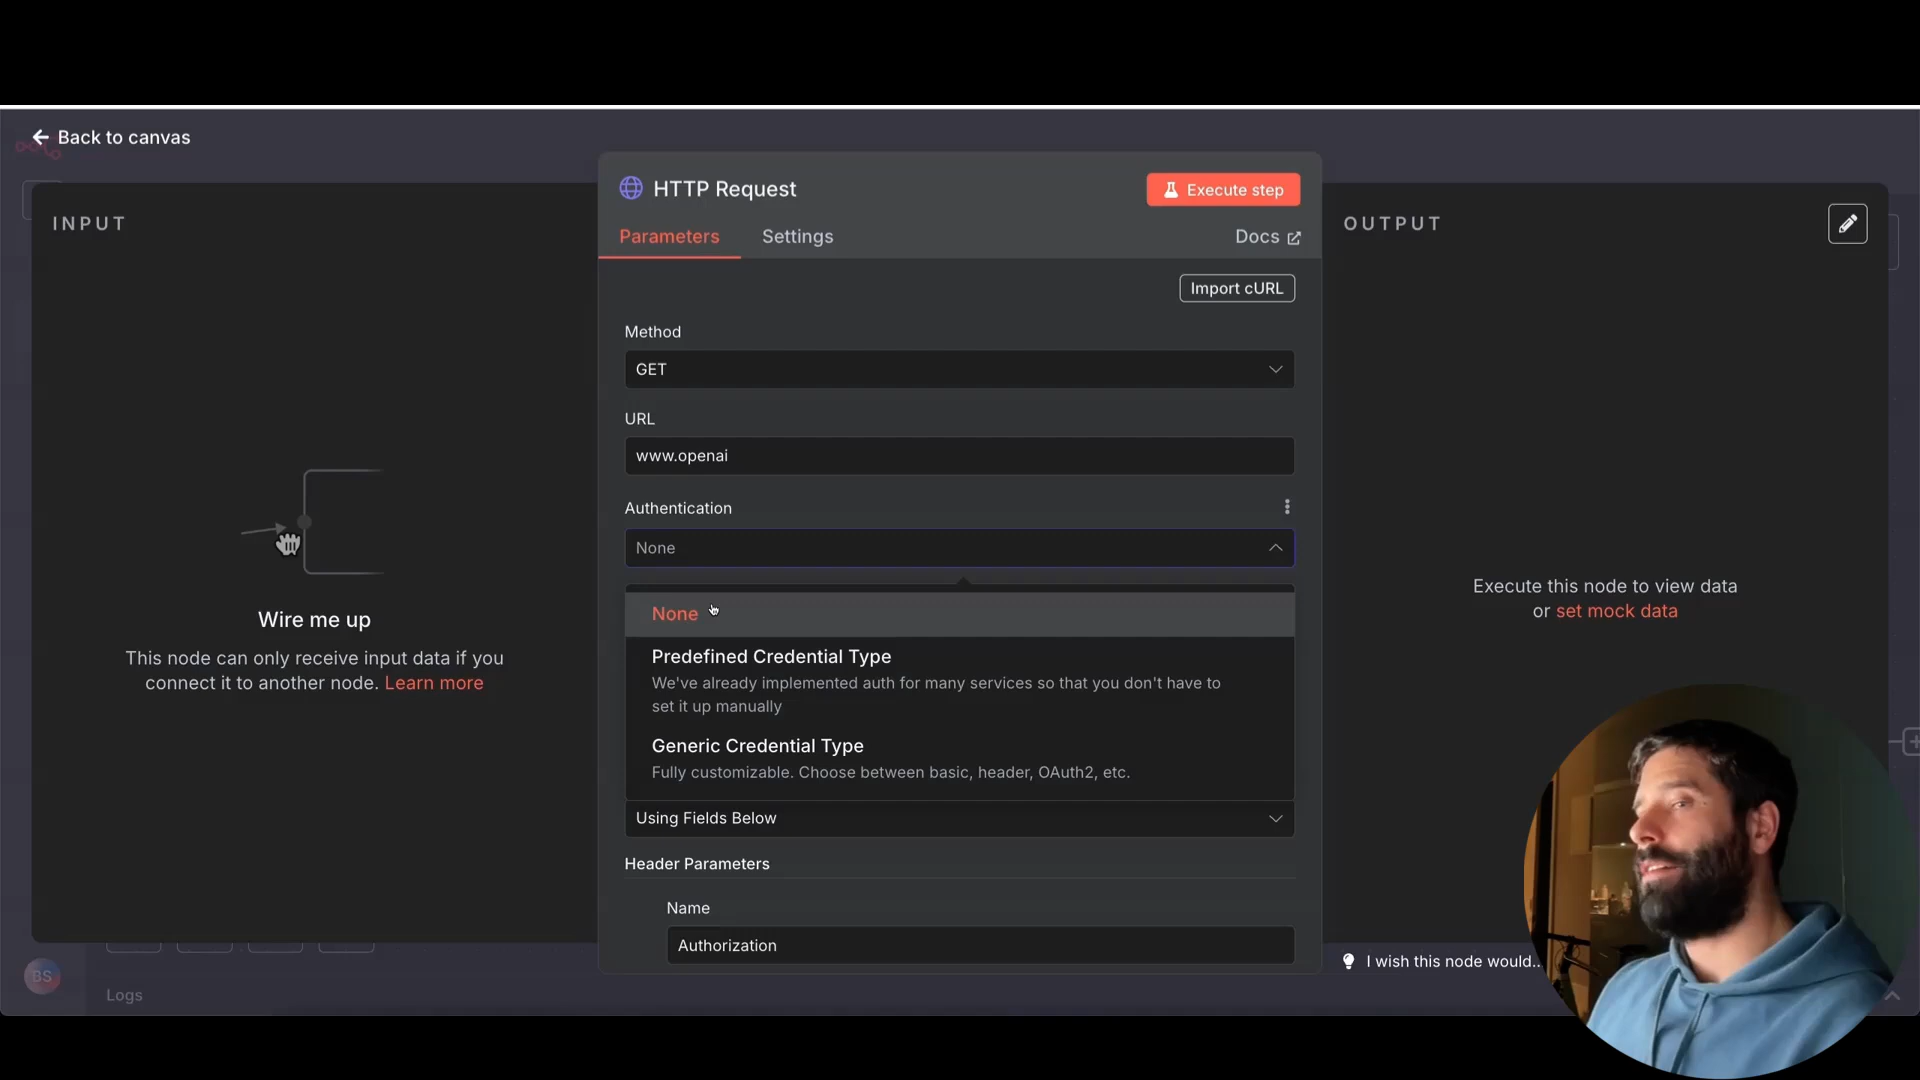 Back to canvas
INPUT
Wire me up
This node can only receive input data if you
connect it to another node. Learn more
HTTP Request
Execute step
Parameters
Settings
Docs
Import cURL
Method
GET
URL
www.openai
Authentication
None
None
Predefined Credential Type
We've already implemented auth for many services so that you don't have to
set it up manually
Generic Credential Type
Fully customizable. Choose between basic, header, OAuth2, etc.
Using Fields Below
Header Parameters
Name
Authorization
OUTPUT
Execute this node to view data
or set mock data
I wish this node would..
BS
Logs